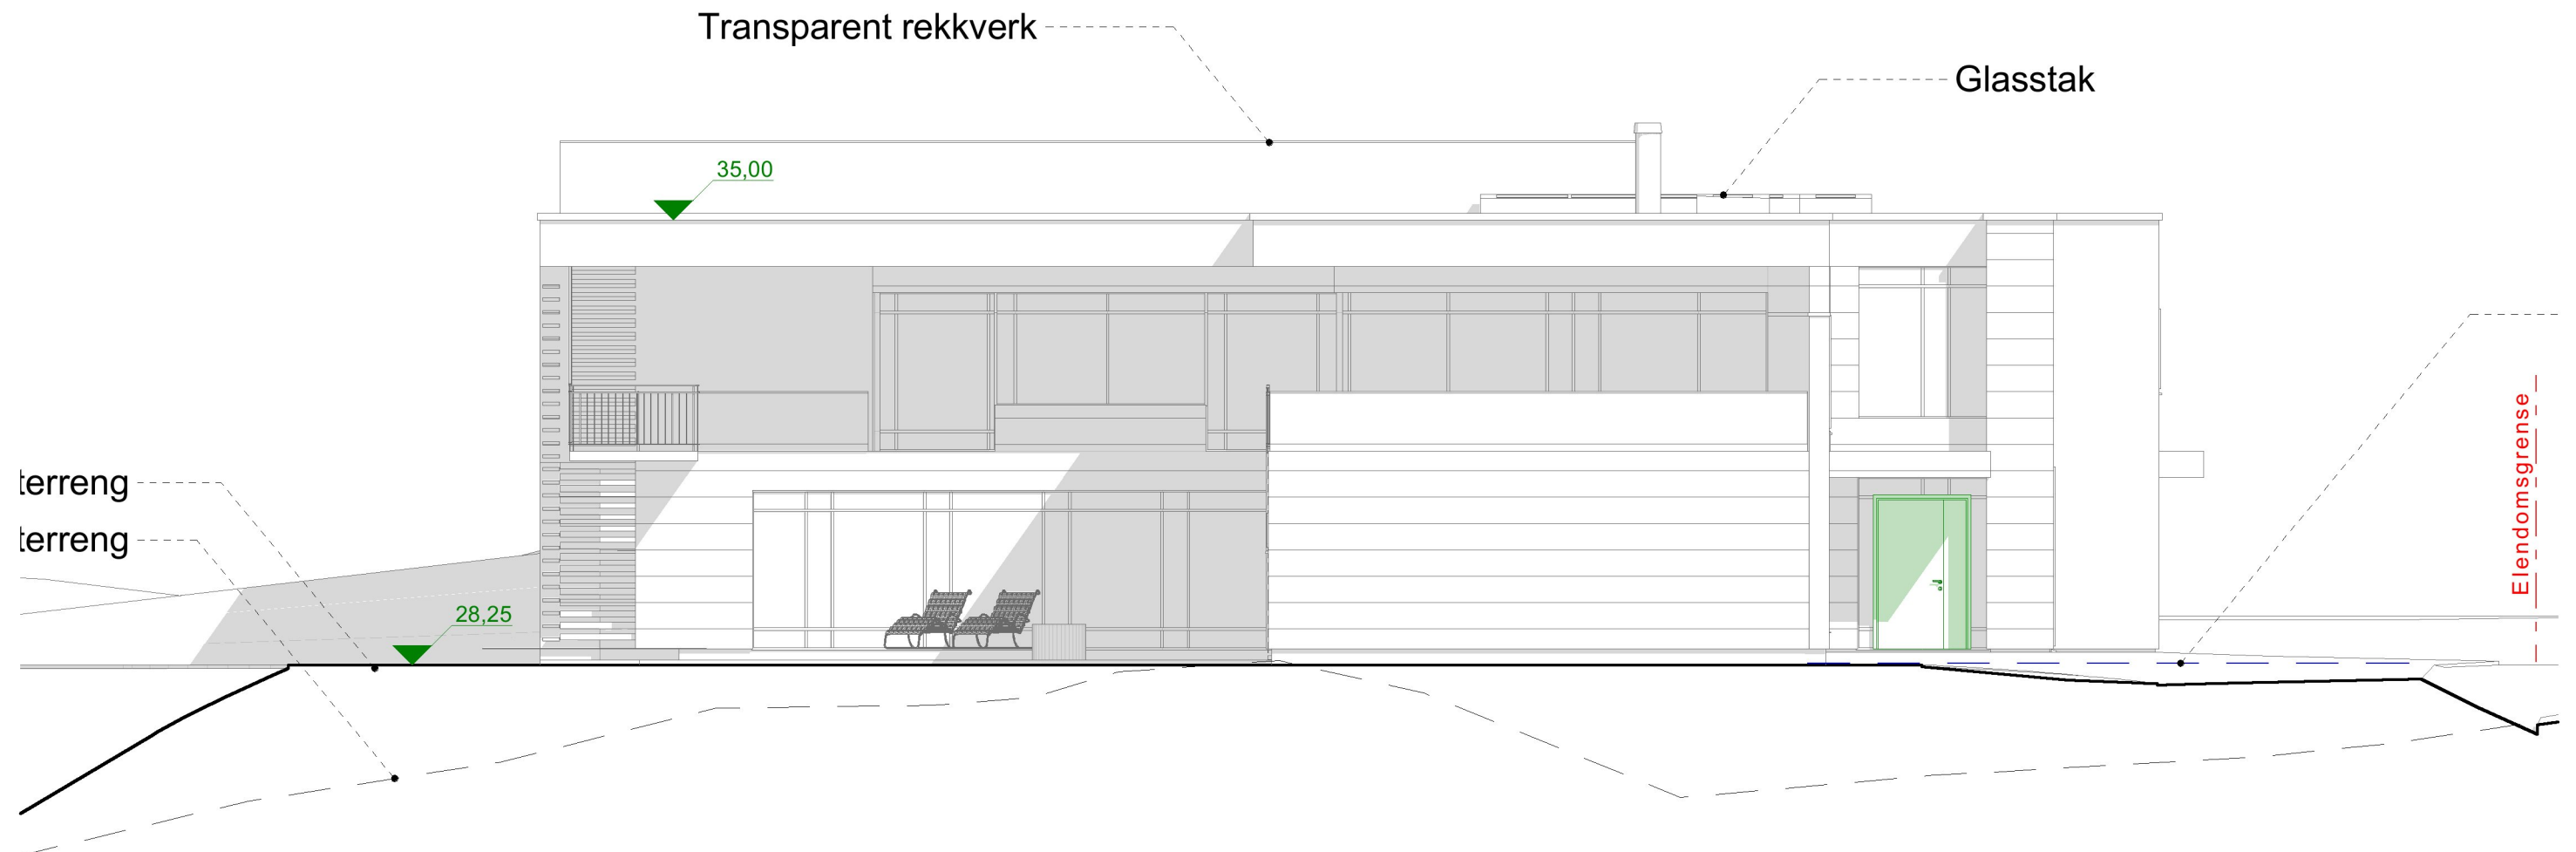 Transparent rekkverk
Glasstak
35,00
terreng
terreng
28,25
Eiendomsgrense